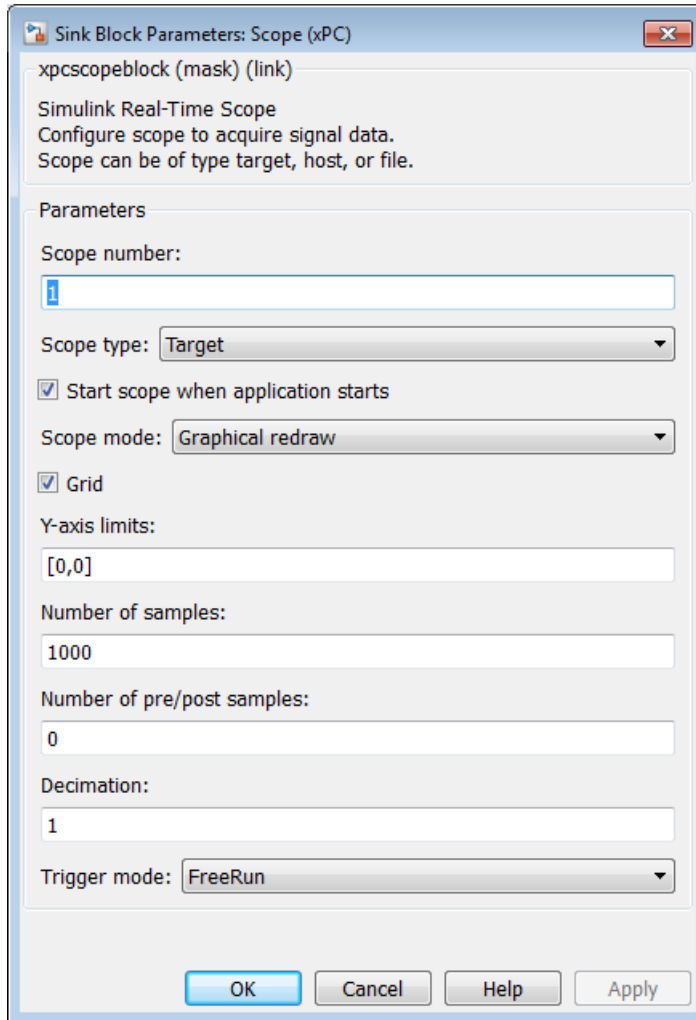 Sink Block Parameters: Scope (xPC)
xpcscopeblock (mask) (link)
Simulink Real-Time Scope
Configure scope to acquire signal data.
Scope can be of type target, host, or file.
Parameters
Scope number:
1
Scope type: Target
Start scope when application starts
Scope mode: Graphical redraw
Grid
Y-axis limits:
[0,0]
Number of samples:
1000
Number of pre/post samples:
0
Decimation:
1
Trigger mode: FreeRun
OK Cancel Help Apply